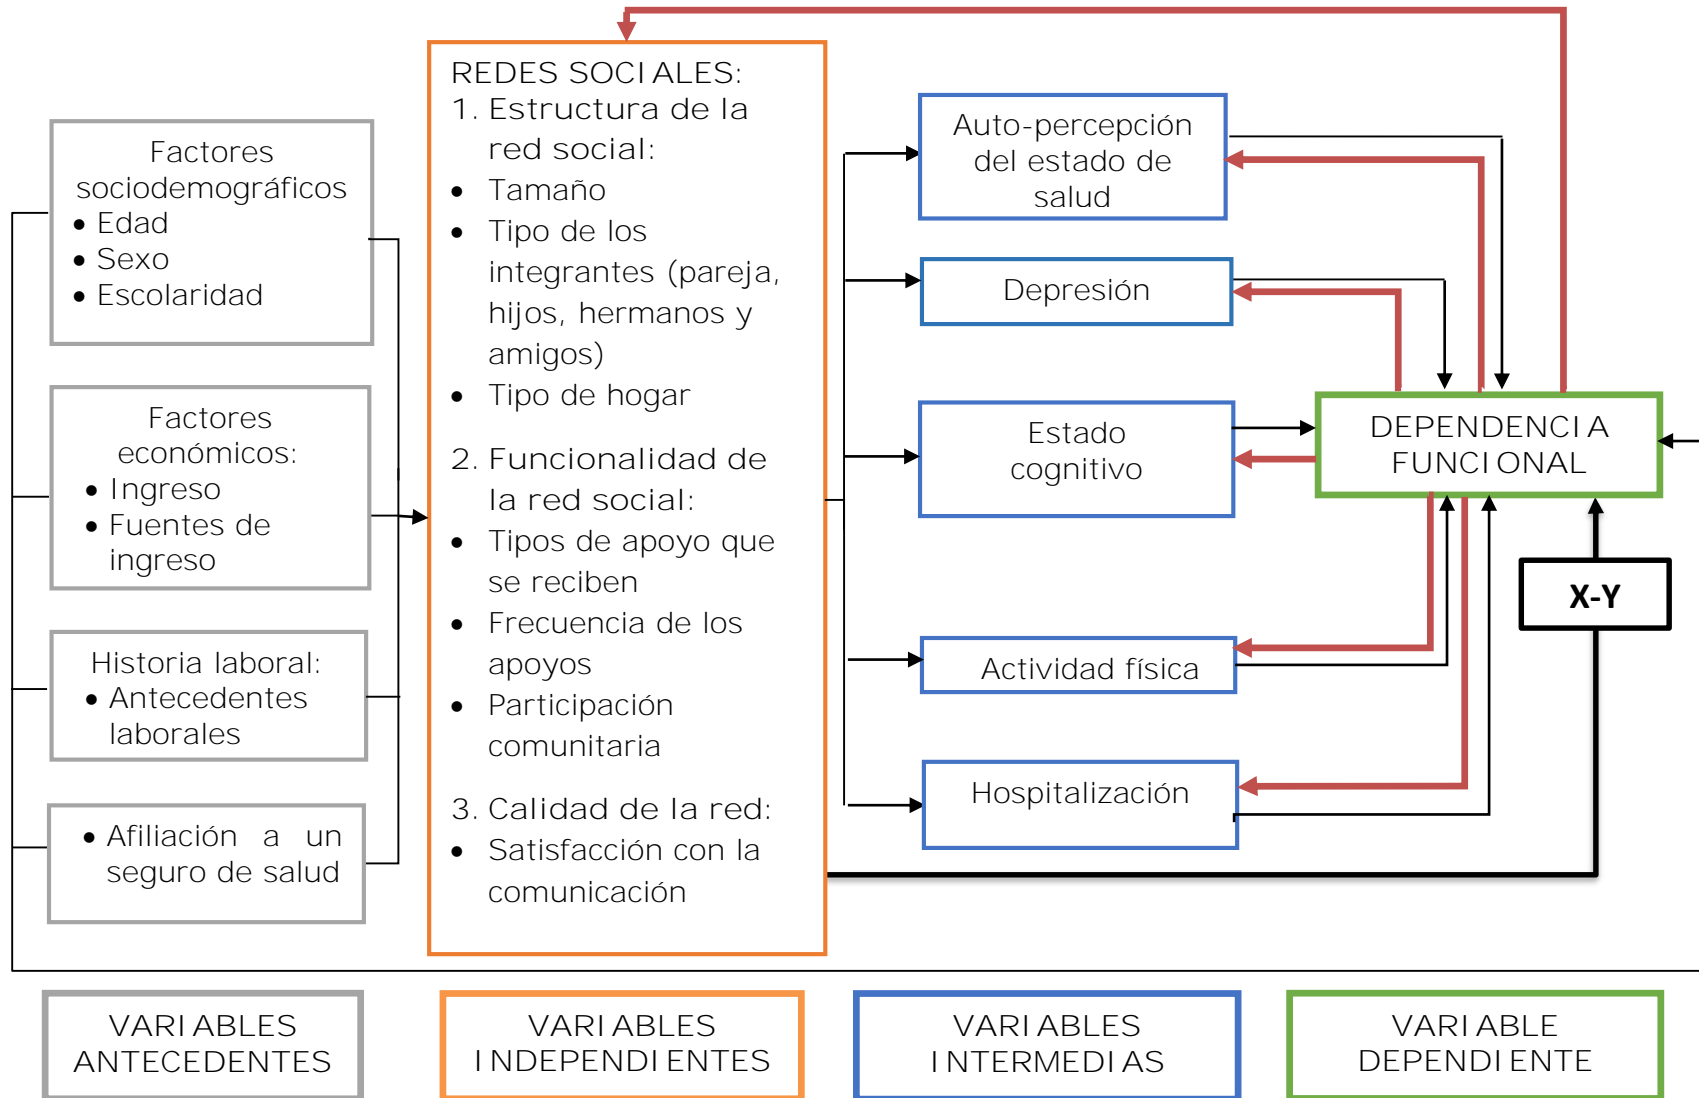 Factores
sociodemográficos
• Edad
• Sexo
• Escolaridad
Factores
económicos:
• Ingreso
• Fuentes de
ingreso
Historia laboral:
• Antecedentes
laborales
• Afiliación a un
seguro de salud
REDES SOCIALES:
1. Estructura de la
red social:
• Tamaño
• Tipo de los
integrantes (pareja,
hijos, hermanos y
amigos)
• Tipo de hogar
2. Funcionalidad de
la red social:
• Tipos de apoyo que
se reciben
• Frecuencia de los
apoyos
• Participación
comunitaria
3. Calidad de la red:
• Satisfacción con la
comunicación
Auto-percepción
del estado de
salud
Depresión
Estado
cognitivo
Actividad física
Hospitalización
DEPENDENCIA
FUNCIONAL
X-Y
VARIABLES
ANTECEDENTES
VARIABLES
INDEPENDIENTES
VARIABLES
INTERMEDIAS
VARIABLE
DEPENDIENTE